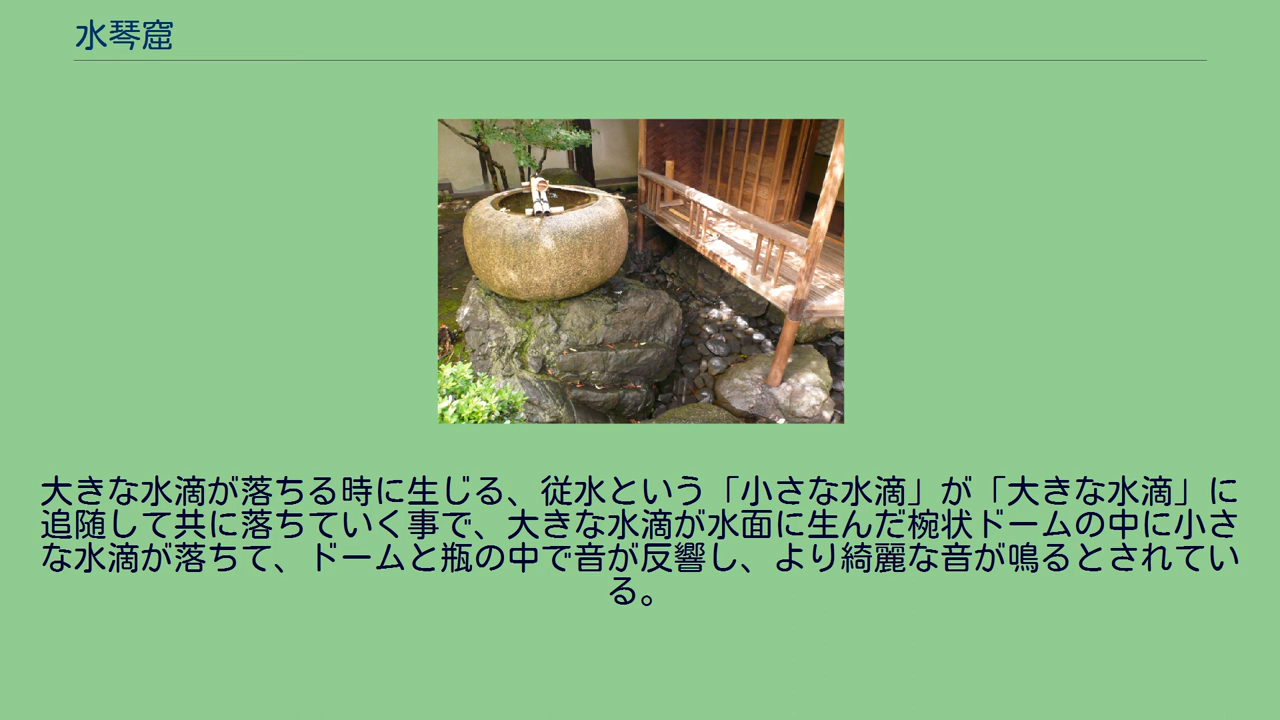 水琴窟
大きな水滴が落ちる時に生じる、従水という「小さな水滴」が「大きな水滴」に
追随して共に落ちていく事で、大きな水滴が水面に生んだ椀状ドームの中に小さ
な水滴が落ちて、ドームと瓶の中で音が反響し、より綺麗な音が鳴るとされてい
る。